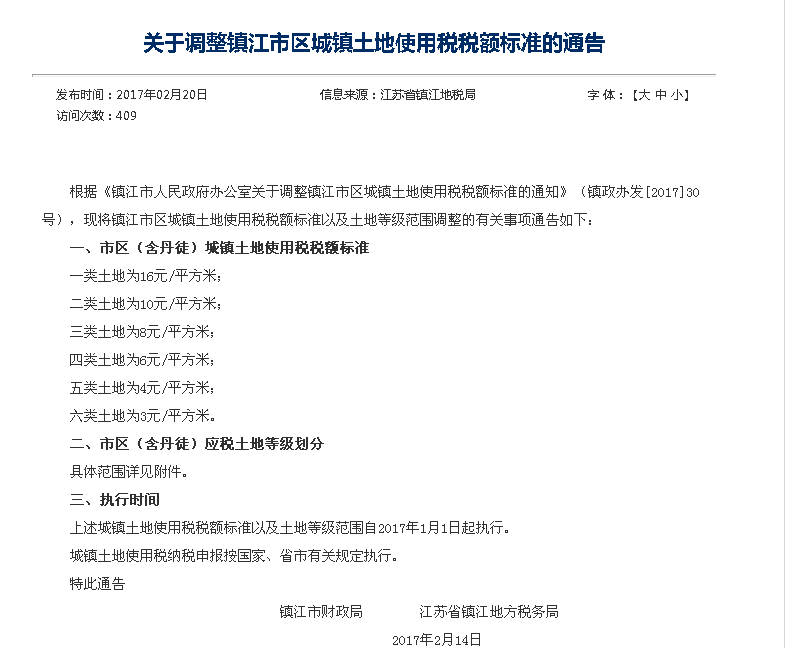 关于调整镇江市区城镇土地使用税税额标准的通告
发布时间：2017年02月20日 信息来源：江苏省镇江地税局 字 体：【大 中 小】
访问次数：409
根据《镇江市人民政府办公室关于调整镇江市区城镇土地使用税税额标准的通知》（镇政办发[2017]30
号），现将镇江市区城镇土地使用税税额标准以及土地等级范围调整的有关事项通告如下：
一、市区（含丹徒）城镇土地使用税税额标准
一类土地为16元/平方米；
二类土地为10元/平方米；
三类土地为8元/平方米；
四类土地为6元/平方米；
五类土地为4元/平方米；
六类土地为3元/平方米。
二、市区（含丹徒）应税土地等级划分
具体范围详见附件。
三、执行时间
上述城镇土地使用税税额标准以及土地等级范围自2017年1月1日起执行。
城镇土地使用税纳税申报按国家、省市有关规定执行。
特此通告
镇江市财政局 江苏省镇江地方税务局
2017年2月14日